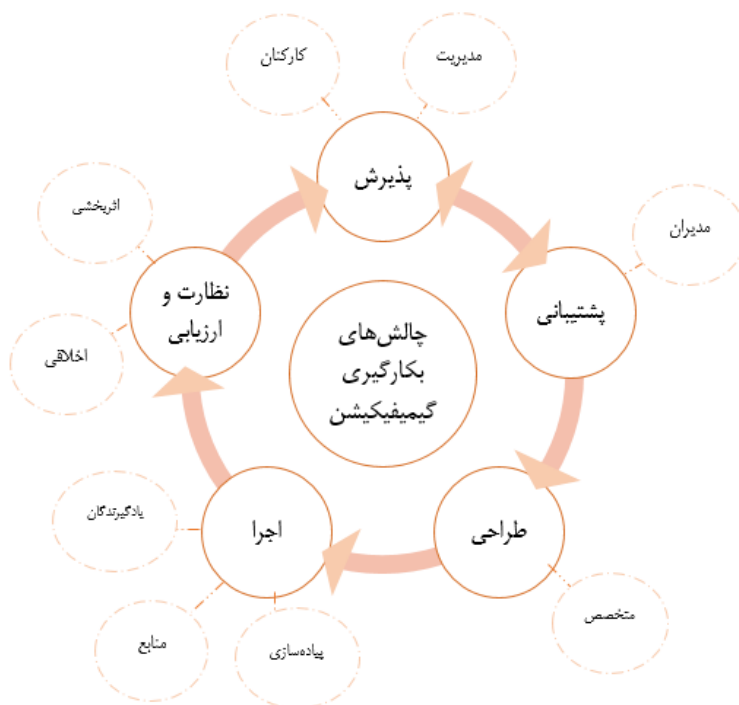 کارکنان
مدیریت
پذیرش
اثربخشی
مدیران
نظارت و
ارزیابی
پشتیبانی
چالش‌های
بکارگیری
گیمیفیکیشن
اخلاقی
یادگیرندگان
اجرا
طراحی
منابع
پیاده‌سازی
متخصص